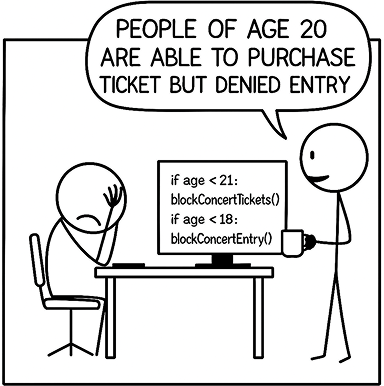 PEOPLE OF AGE 20
ARE ABLE TO PURCHASE
TICKET BUT DENIED ENTRY
if age < 21:
blockConcertTickets()
if age < 18:
blockConcertEntry()